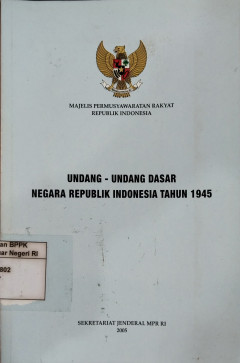 MAJELIS PERMUSYAWARATAN RAKYAT
REPUBLIK INDONESIA
UNDANG - UNDANG DASAR
NEGARA REPUBLIK INDONESIA TAHUN 1945
an BPPK
ar Negeri RI
802
SEKRETARIAT JENDERAL MPR RI
2005